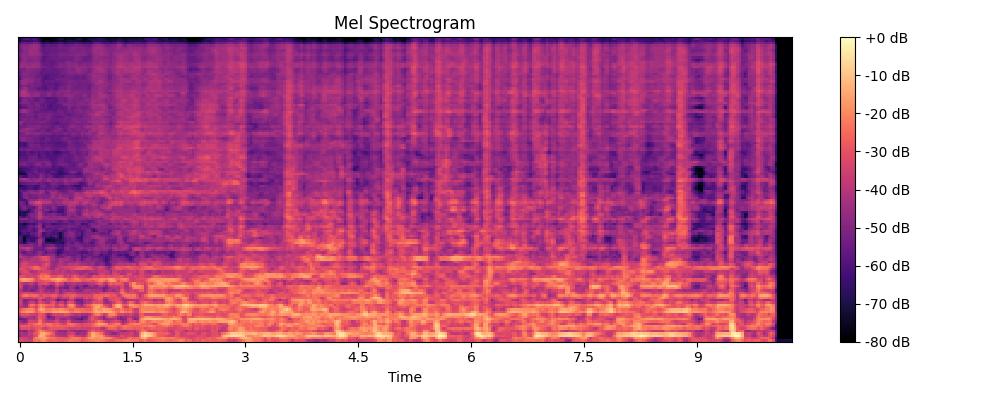 Mel Spectrogram
+0 dB
-10 dB
-20 dB
-30 dB
-40 dB
-50 dB
-60 dB
-70 dB
-80 dB
0 1.5 3 4.5 6 7.5 9
Time